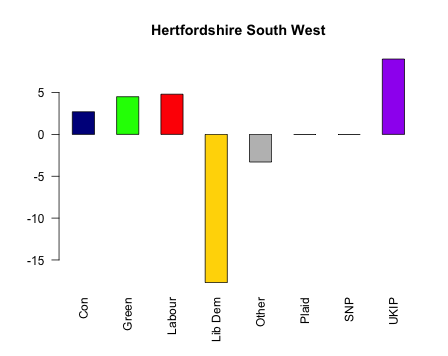 Hertfordshire South West
5
0
-5
-10
-15
Con
Green
Labour
Lib Dem
Other
Plaid
SNP
UKIP